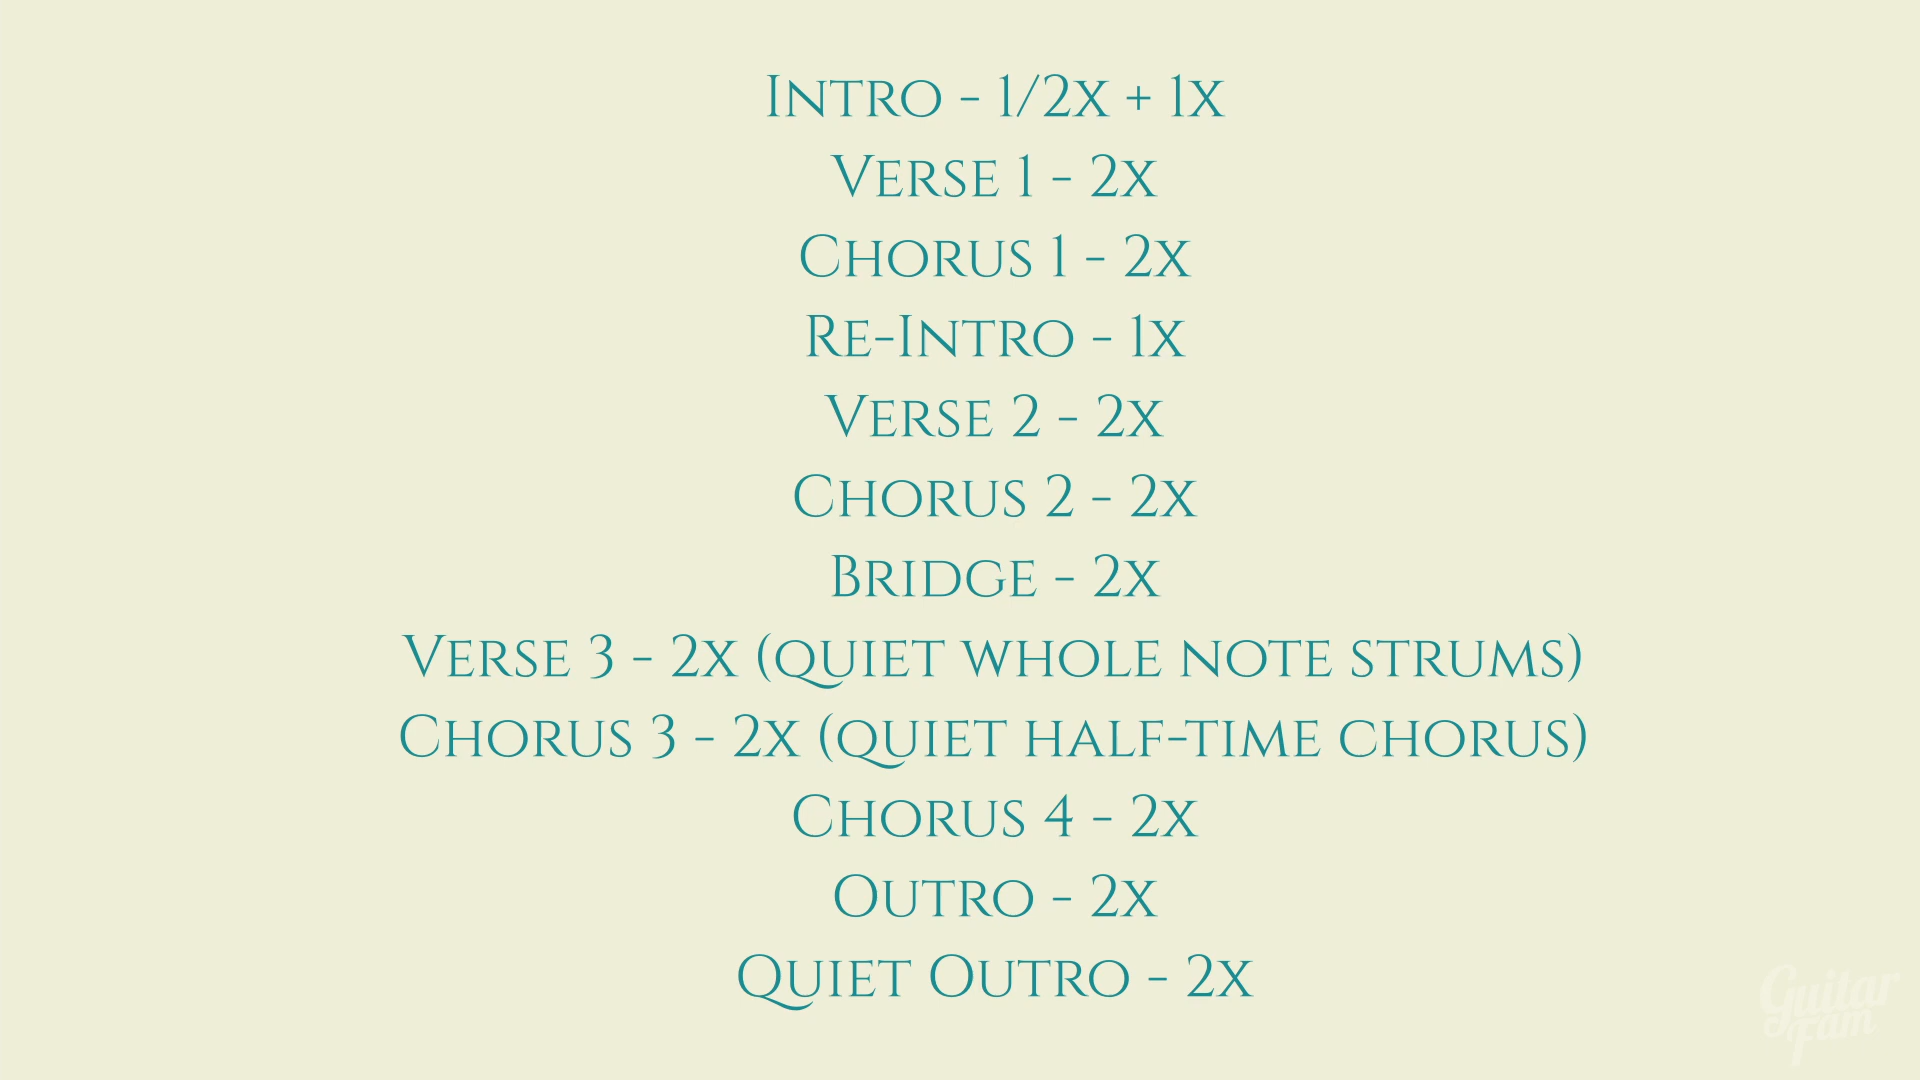 Intro - 1/2x + 1x
Verse 1 - 2x
Chorus 1 - 2x
Re-Intro - 1x
Verse 2 - 2x
Chorus 2 - 2x
Bridge - 2x
Verse 3 - 2x (quiet whole note strums)
Chorus 3 - 2x (quiet half-time chorus)
Chorus 4 - 2x
Outro - 2x
Quiet Outro - 2x
Guitar
Fam